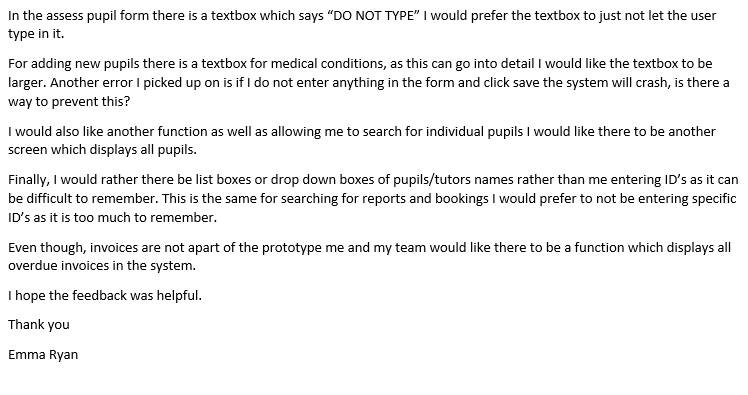 In the assess pupil form there is a textbox which says “DO NOT TYPE” I would prefer the textbox to just not let the user
type in it.
For adding new pupils there is a textbox for medical conditions, as this can go into detail I would like the textbox to be
larger. Another error I picked up on is if I do not enter anything in the form and click save the system will crash, is there a
way to prevent this?
I would also like another function as well as allowing me to search for individual pupils I would like there to be another
screen which displays all pupils.
Finally, I would rather there be list boxes or drop down boxes of pupils/tutors names rather than me entering ID’s as it can
be difficult to remember. This is the same for searching for reports and bookings I would prefer to not be entering specific
ID’s as it is too much to remember.
Even though, invoices are not apart of the prototype me and my team would like there to be a function which displays all
overdue invoices in the system.
I hope the feedback was helpful.
Thank you
Emma Ryan